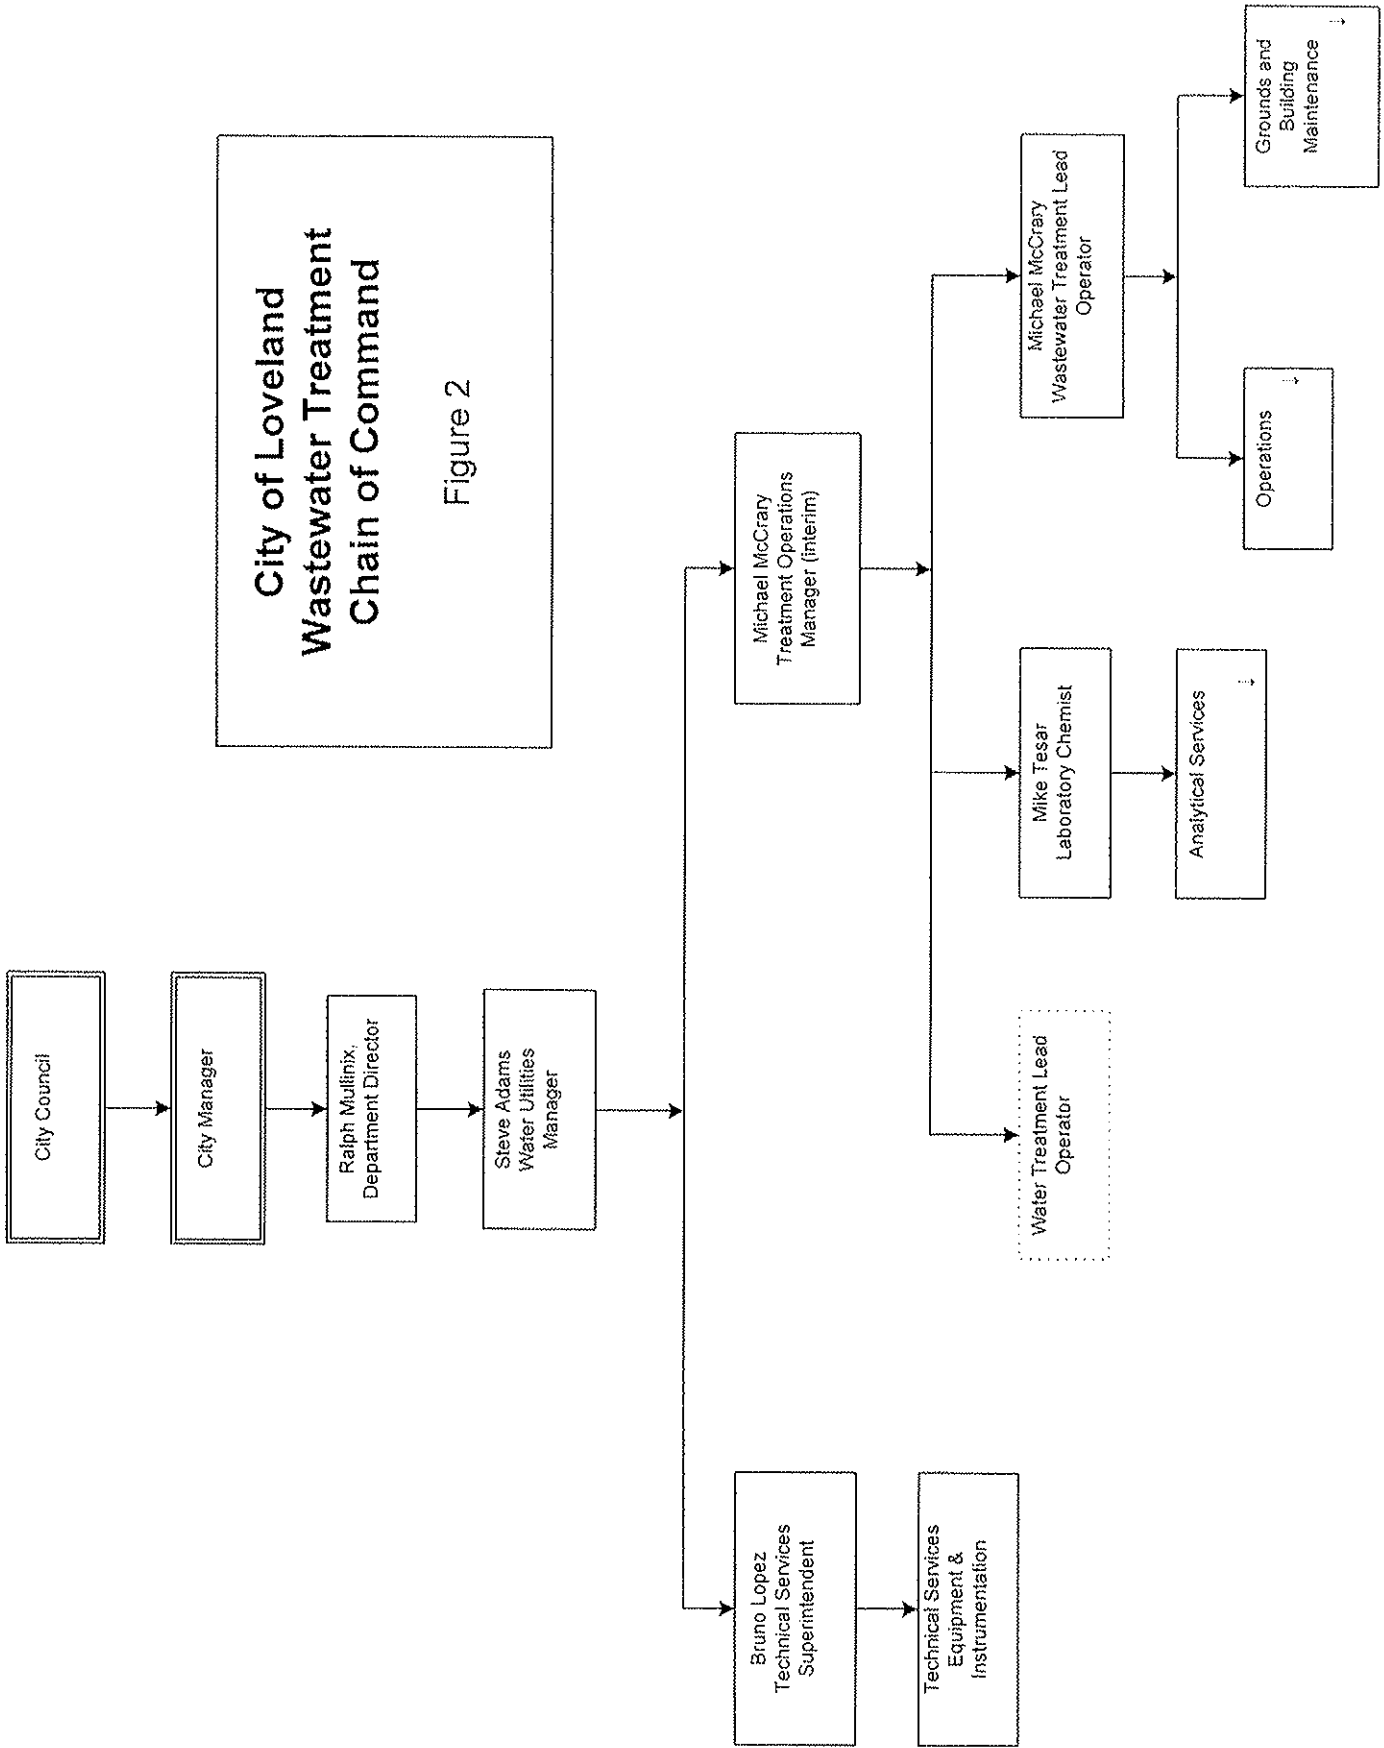 City of Loveland
Wastewater Treatment
Chain of Command
Figure 2
City Council
City Manager
Ralph Mullinix,
Department Director
Steve Adams
Water Utilities
Manager
Bruno Lopez
Technical Services
Superintendent
Technical Services
Equipment &
Instrumentation
Michael McCrary
Treatment Operations
Manager (interim)
Water Treatment Lead
Operator
Mike Tesar
Laboratory Chemist
Analytical Services
Michael McCrary
Wastewater Treatment Lead
Operator
Operations
Grounds and
Building
Maintenance